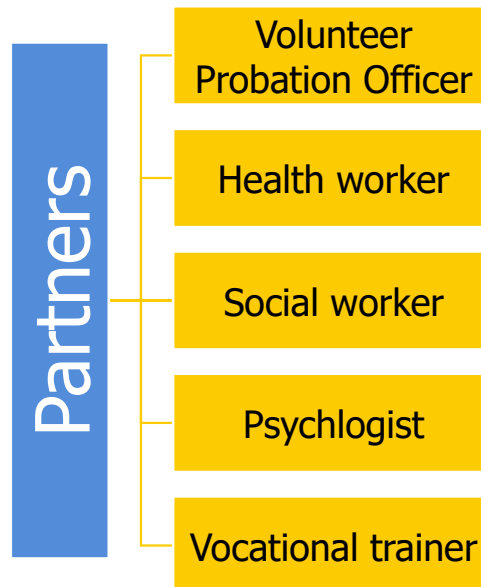 Partners
Volunteer
Probation Officer
Health worker
Social worker
Psychlogist
Vocational trainer